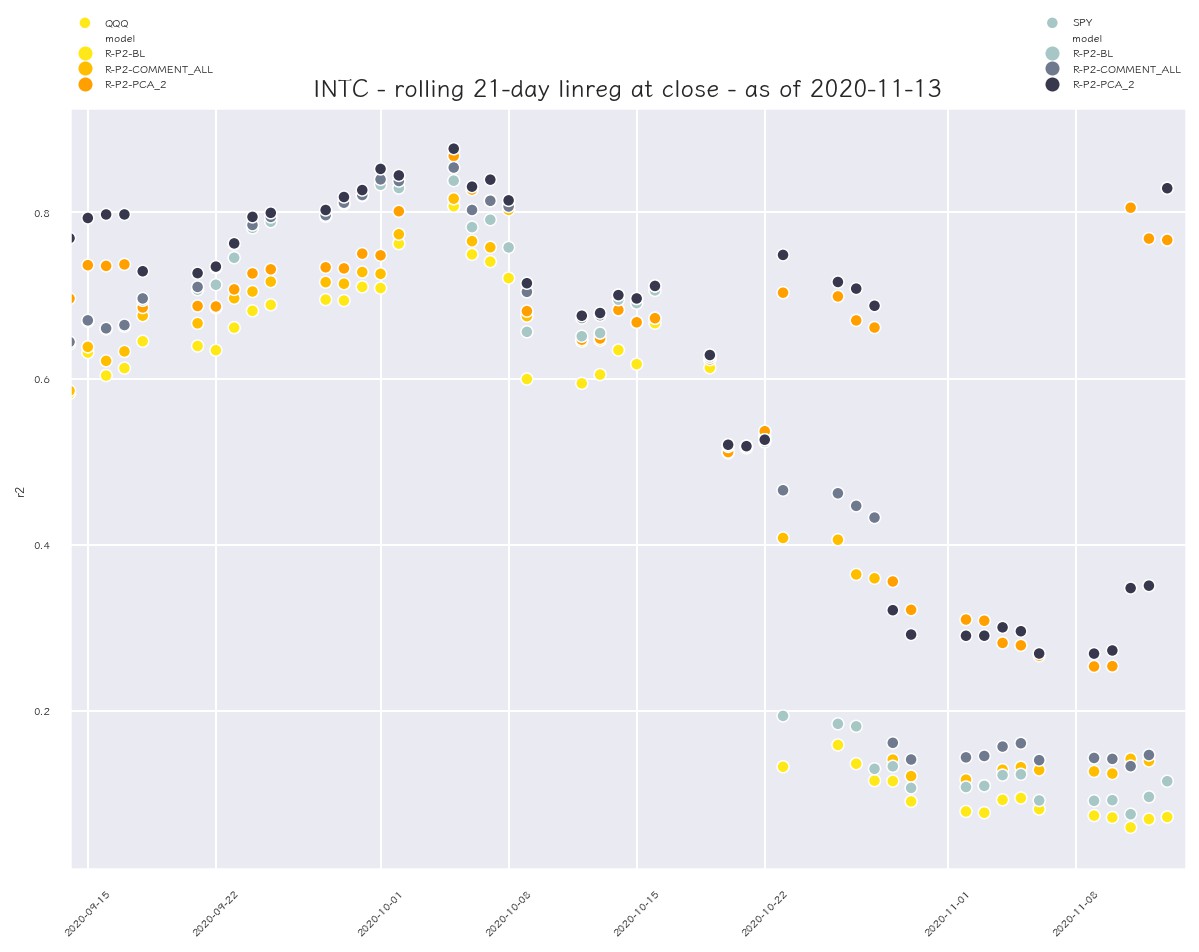 QQQ
model
R-P2-BL
R-P2-COMMENT_ALL
R-P2-PCA_2
SPY
model
R-P2-BL
R-P2-COMMENT_ALL
R-P2-PCA_2
INTC - rolling 21-day linreg at close - as of 2020-11-13
0.8
0.6
0.4
0.2
r2
2020-09-15
2020-09-22
2020-10-01
2020-10-08
2020-10-15
2020-10-22
2020-11-01
2020-11-08